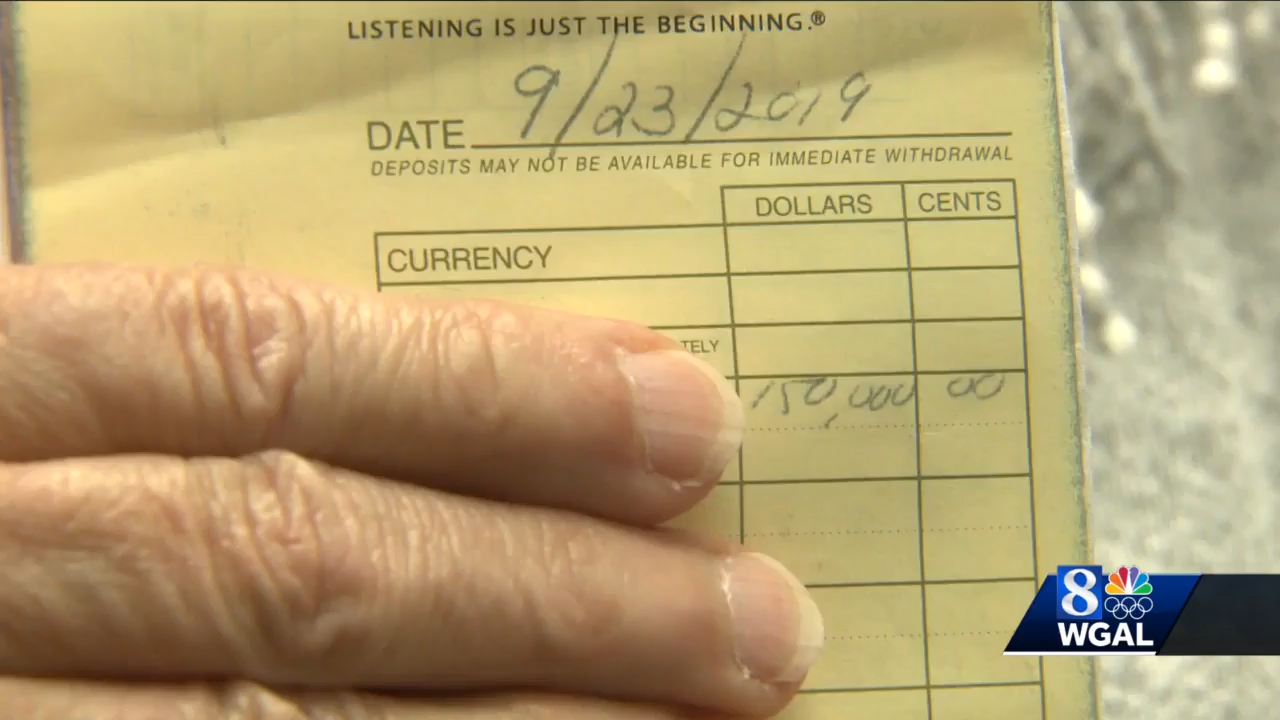 LISTENING IS JUST THE BEGINNING.®
DATE 9/23/2019
DEPOSITS MAY NOT BE AVAILABLE FOR IMMEDIATE WITHDRAWAL
DOLLARS CENTS
CURRENCY
TELY
150,000 00
8
WGAL